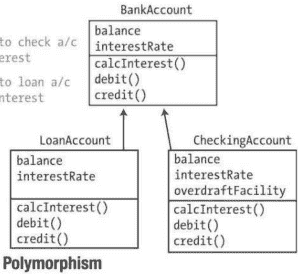 BankAccount
balance
interestRate
calcInterest()
debit()
credit()
to check a/c
erest
to loan a/c
nterest
LoanAccount
balance
interestRate
calcInterest()
debit()
credit()
CheckingAccount
balance
interestRate
overdraftFacility
calcInterest()
debit()
credit()
Polymorphism